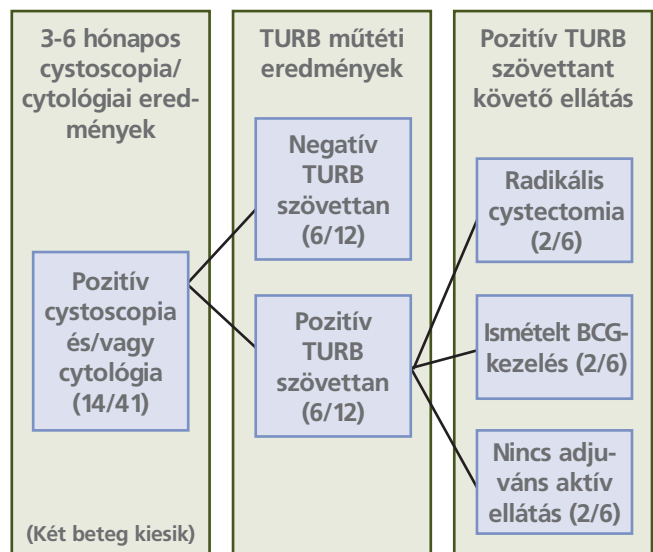 3-6 hónapos
cystoscopia/
cytológiai ered-
mények
Pozitív
cystoscopia
és/vagy
cytológia
(14/41)
(Két beteg kiesik)
TURB műtéti
eredmények
Negatív
TURB
szövettan
(6/12)
Pozitív
TURB
szövettan
(6/12)
Pozitív TURB
szövettant
követő ellátás
Radikális
cystectomia
(2/6)
Ismételt BCG-
kezelés (2/6)
Nincs adju-
váns aktív
ellátás (2/6)